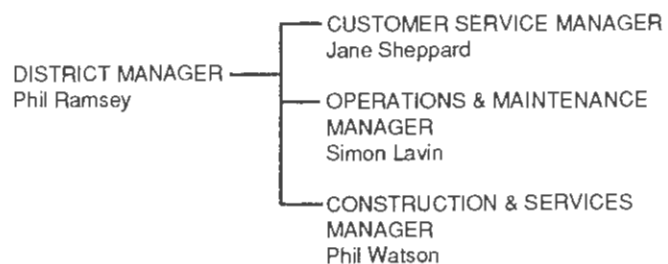 CUSTOMER SERVICE MANAGER
Jane Sheppard
DISTRICT MANAGER
Phil Ramsey
OPERATIONS & MAINTENANCE
MANAGER
Simon Lavin
CONSTRUCTION & SERVICES
MANAGER
Phil Watson